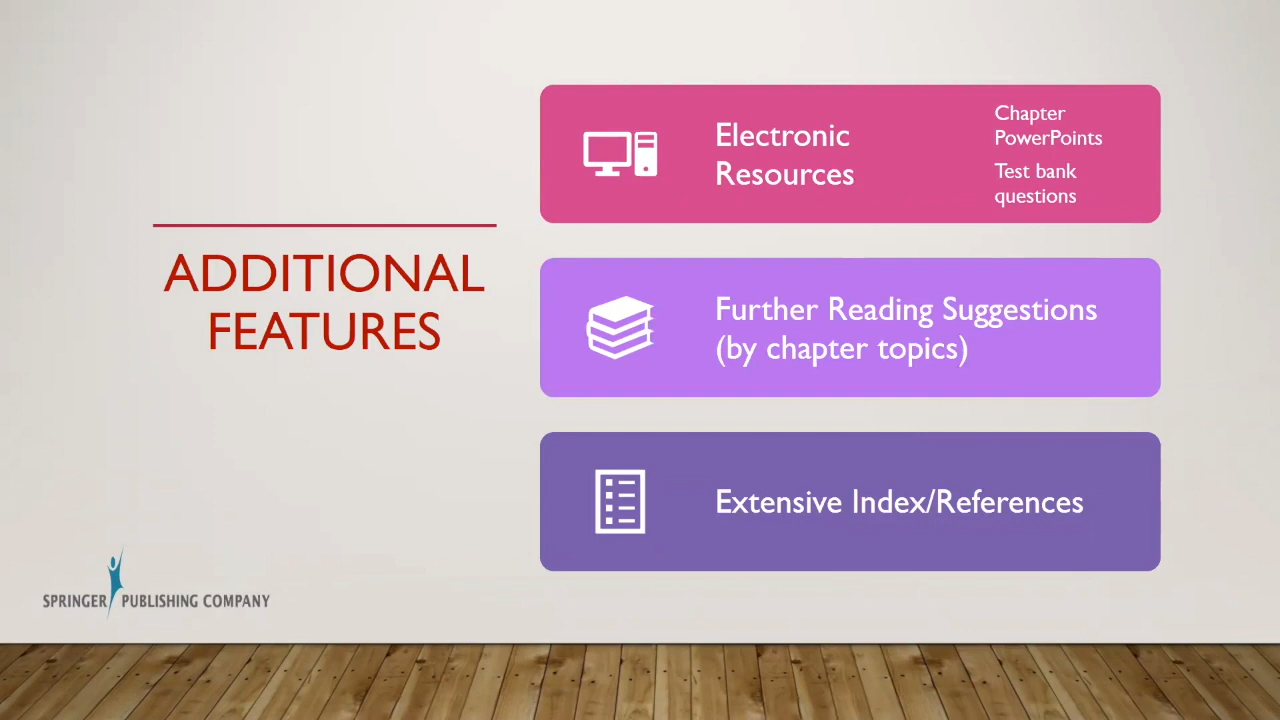 ADDITIONAL
FEATURES
Electronic
Resources
Chapter
PowerPoints
Test bank
questions
Further Reading Suggestions
(by chapter topics)
Extensive Index/References
SPRINGER PUBLISHING COMPANY